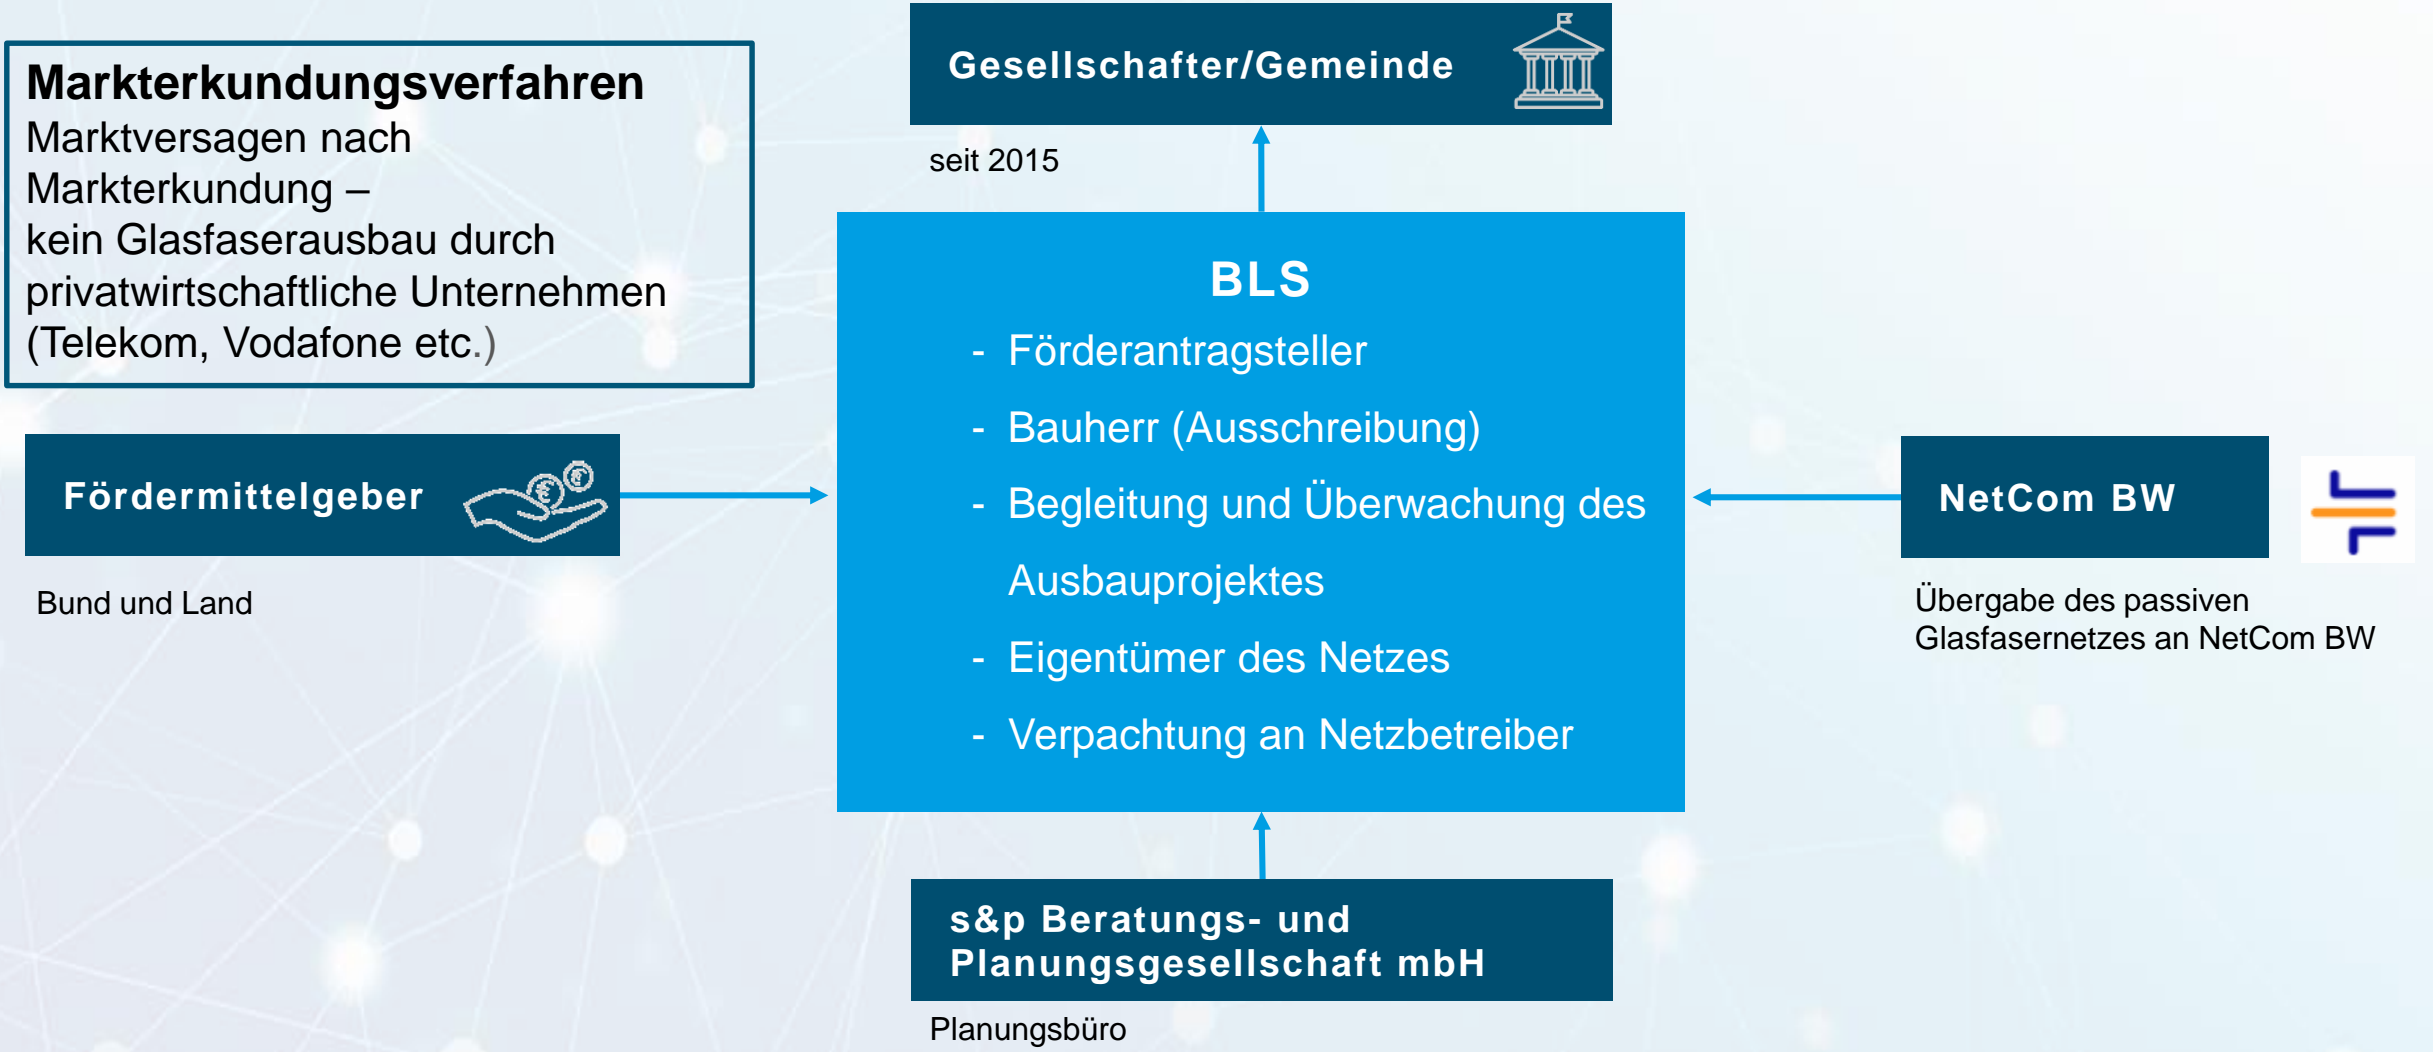 Markterkundungsverfahren
Marktversagen nach
Markterkundung –
kein Glasfaserausbau durch
privatwirtschaftliche Unternehmen
(Telekom, Vodafone etc.)
Gesellschafter/Gemeinde
seit 2015
BLS
- Förderantragsteller
- Bauherr (Ausschreibung)
- Begleitung und Überwachung des
Ausbauprojektes
- Eigentümer des Netzes
- Verpachtung an Netzbetreiber
Fördermittelgeber
Bund und Land
NetCom BW
Übergabe des passiven
Glasfasernetzes an NetCom BW
s&p Beratungs- und
Planungsgesellschaft mbH
Planungsbüro